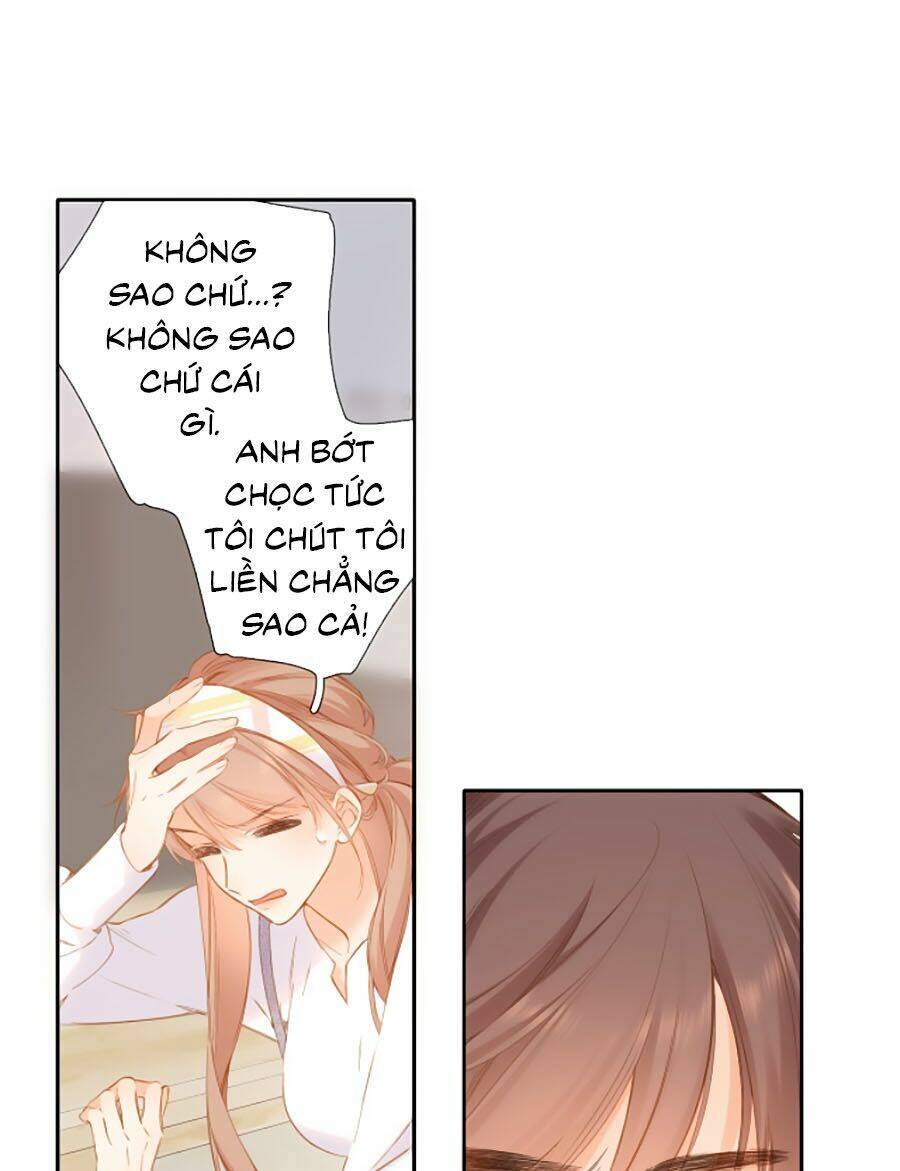 KHÔNG
SAO CHỨ...?
KHÔNG SAO
CHỨ CÁI
GÌ.
ANH BỚT
CHỌC TỨC
TÔI CHÚT TÔI
LIỀN CHẲNG
SAO CẢ!